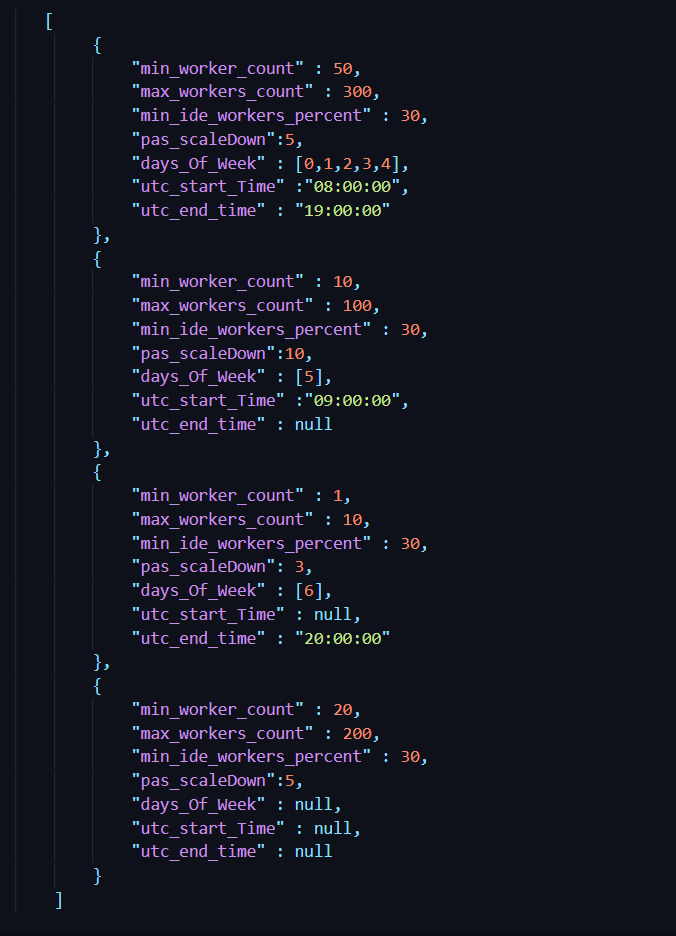 [
{
"min_worker_count" : 50,
"max_workers_count" : 300,
"min_ide_workers_percent" : 30,
"pas_scaleDown":5,
"days_Of_Week" : [0,1,2,3,4],
"utc_start_Time" :"08:00:00",
"utc_end_time" : "19:00:00"
},
{
"min_worker_count" : 10,
"max_workers_count" : 100,
"min_ide_workers_percent" : 30,
"pas_scaleDown":10,
"days_Of_Week" : [5],
"utc_start_Time" :"09:00:00",
"utc_end_time" : null
},
{
"min_worker_count" : 1,
"max_workers_count" : 10,
"min_ide_workers_percent" : 30,
"pas_scaleDown": 3,
"days_Of_Week" : [6],
"utc_start_Time" : null,
"utc_end_time" : "20:00:00"
},
{
"min_worker_count" : 20,
"max_workers_count" : 200,
"min_ide_workers_percent" : 30,
"pas_scaleDown":5,
"days_Of_Week" : null,
"utc_start_Time" : null,
"utc_end_time" : null
}
]